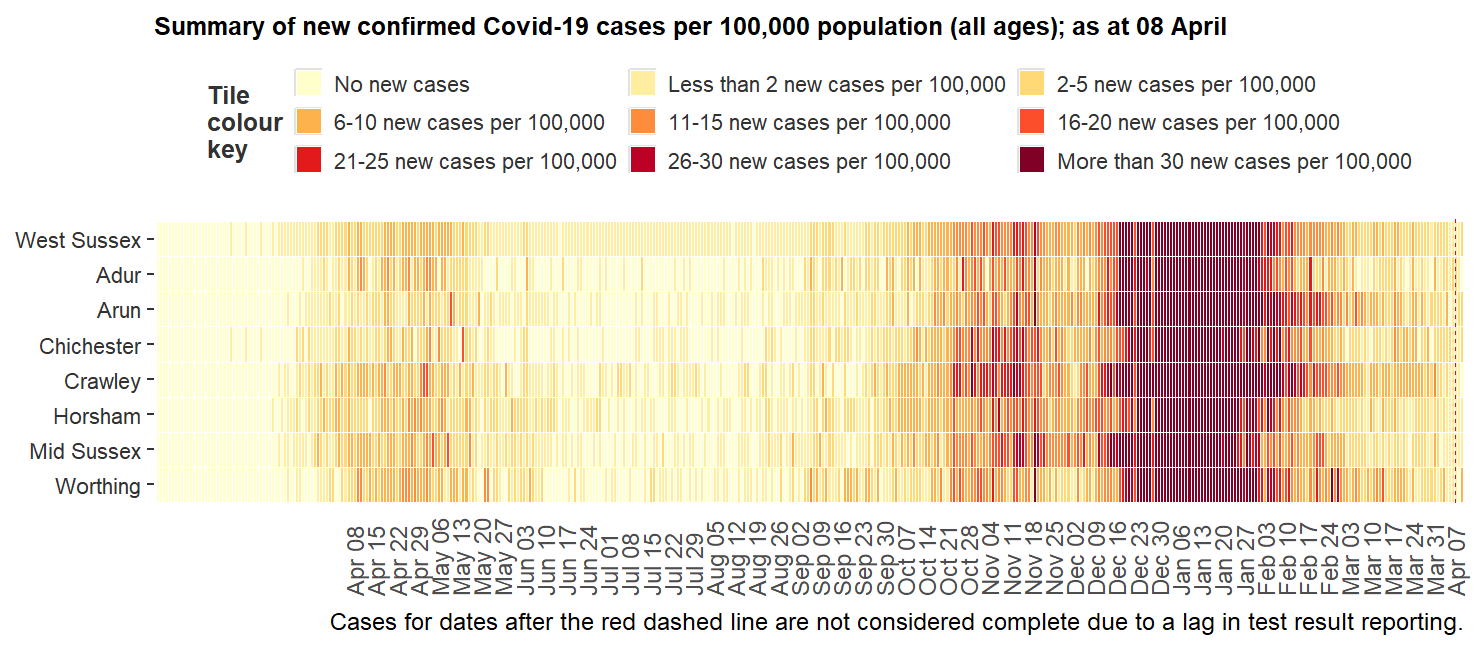 Summary of new confirmed Covid-19 cases per 100,000 population (all ages); as at 08 April
Tile
colour
key
No new cases
Less than 2 new cases per 100,000
2-5 new cases per 100,000
6-10 new cases per 100,000
11-15 new cases per 100,000
16-20 new cases per 100,000
21-25 new cases per 100,000
26-30 new cases per 100,000
More than 30 new cases per 100,000
West Sussex
Adur
Arun
Chichester
Crawley
Horsham
Mid Sussex
Worthing
Apr 08
Apr 15
Apr 22
Apr 29
May 06
May 13
May 20
May 27
Jun 03
Jun 10
Jun 17
Jun 24
Jul 01
Jul 08
Jul 15
Jul 22
Jul 29
Aug 05
Aug 12
Aug 19
Aug 26
Sep 02
Sep 09
Sep 16
Sep 23
Sep 30
Oct 07
Oct 14
Oct 21
Oct 28
Nov 04
Nov 11
Nov 18
Nov 25
Dec 02
Dec 09
Dec 16
Dec 23
Dec 30
Jan 06
Jan 13
Jan 20
Jan 27
Feb 03
Feb 10
Feb 17
Feb 24
Mar 03
Mar 10
Mar 17
Mar 24
Mar 31
Apr 07
Cases for dates after the red dashed line are not considered complete due to a lag in test result reporting.